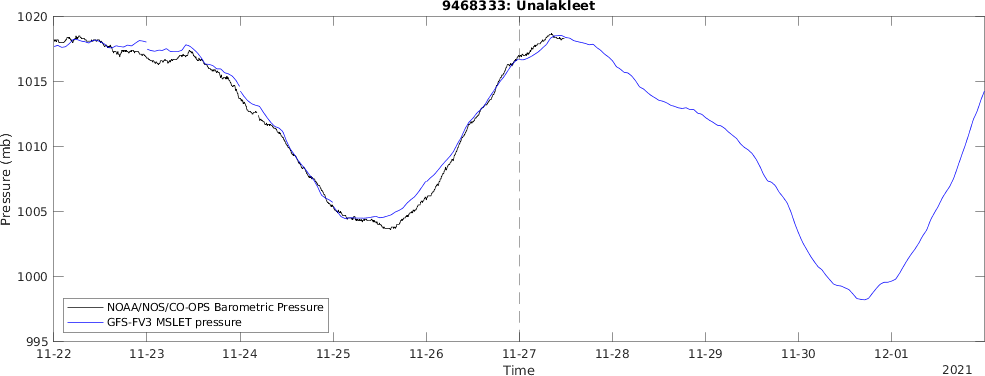 9468333: Unalakleet
Pressure (mb)
1020
1015
1010
1005
1000
995
NOAA/NOS/CO-OPS Barometric Pressure
GFS-FV3 MSLET pressure
11-22 11-23 11-24 11-25 11-26 11-27 11-28 11-29 11-30 12-01
Time
2021